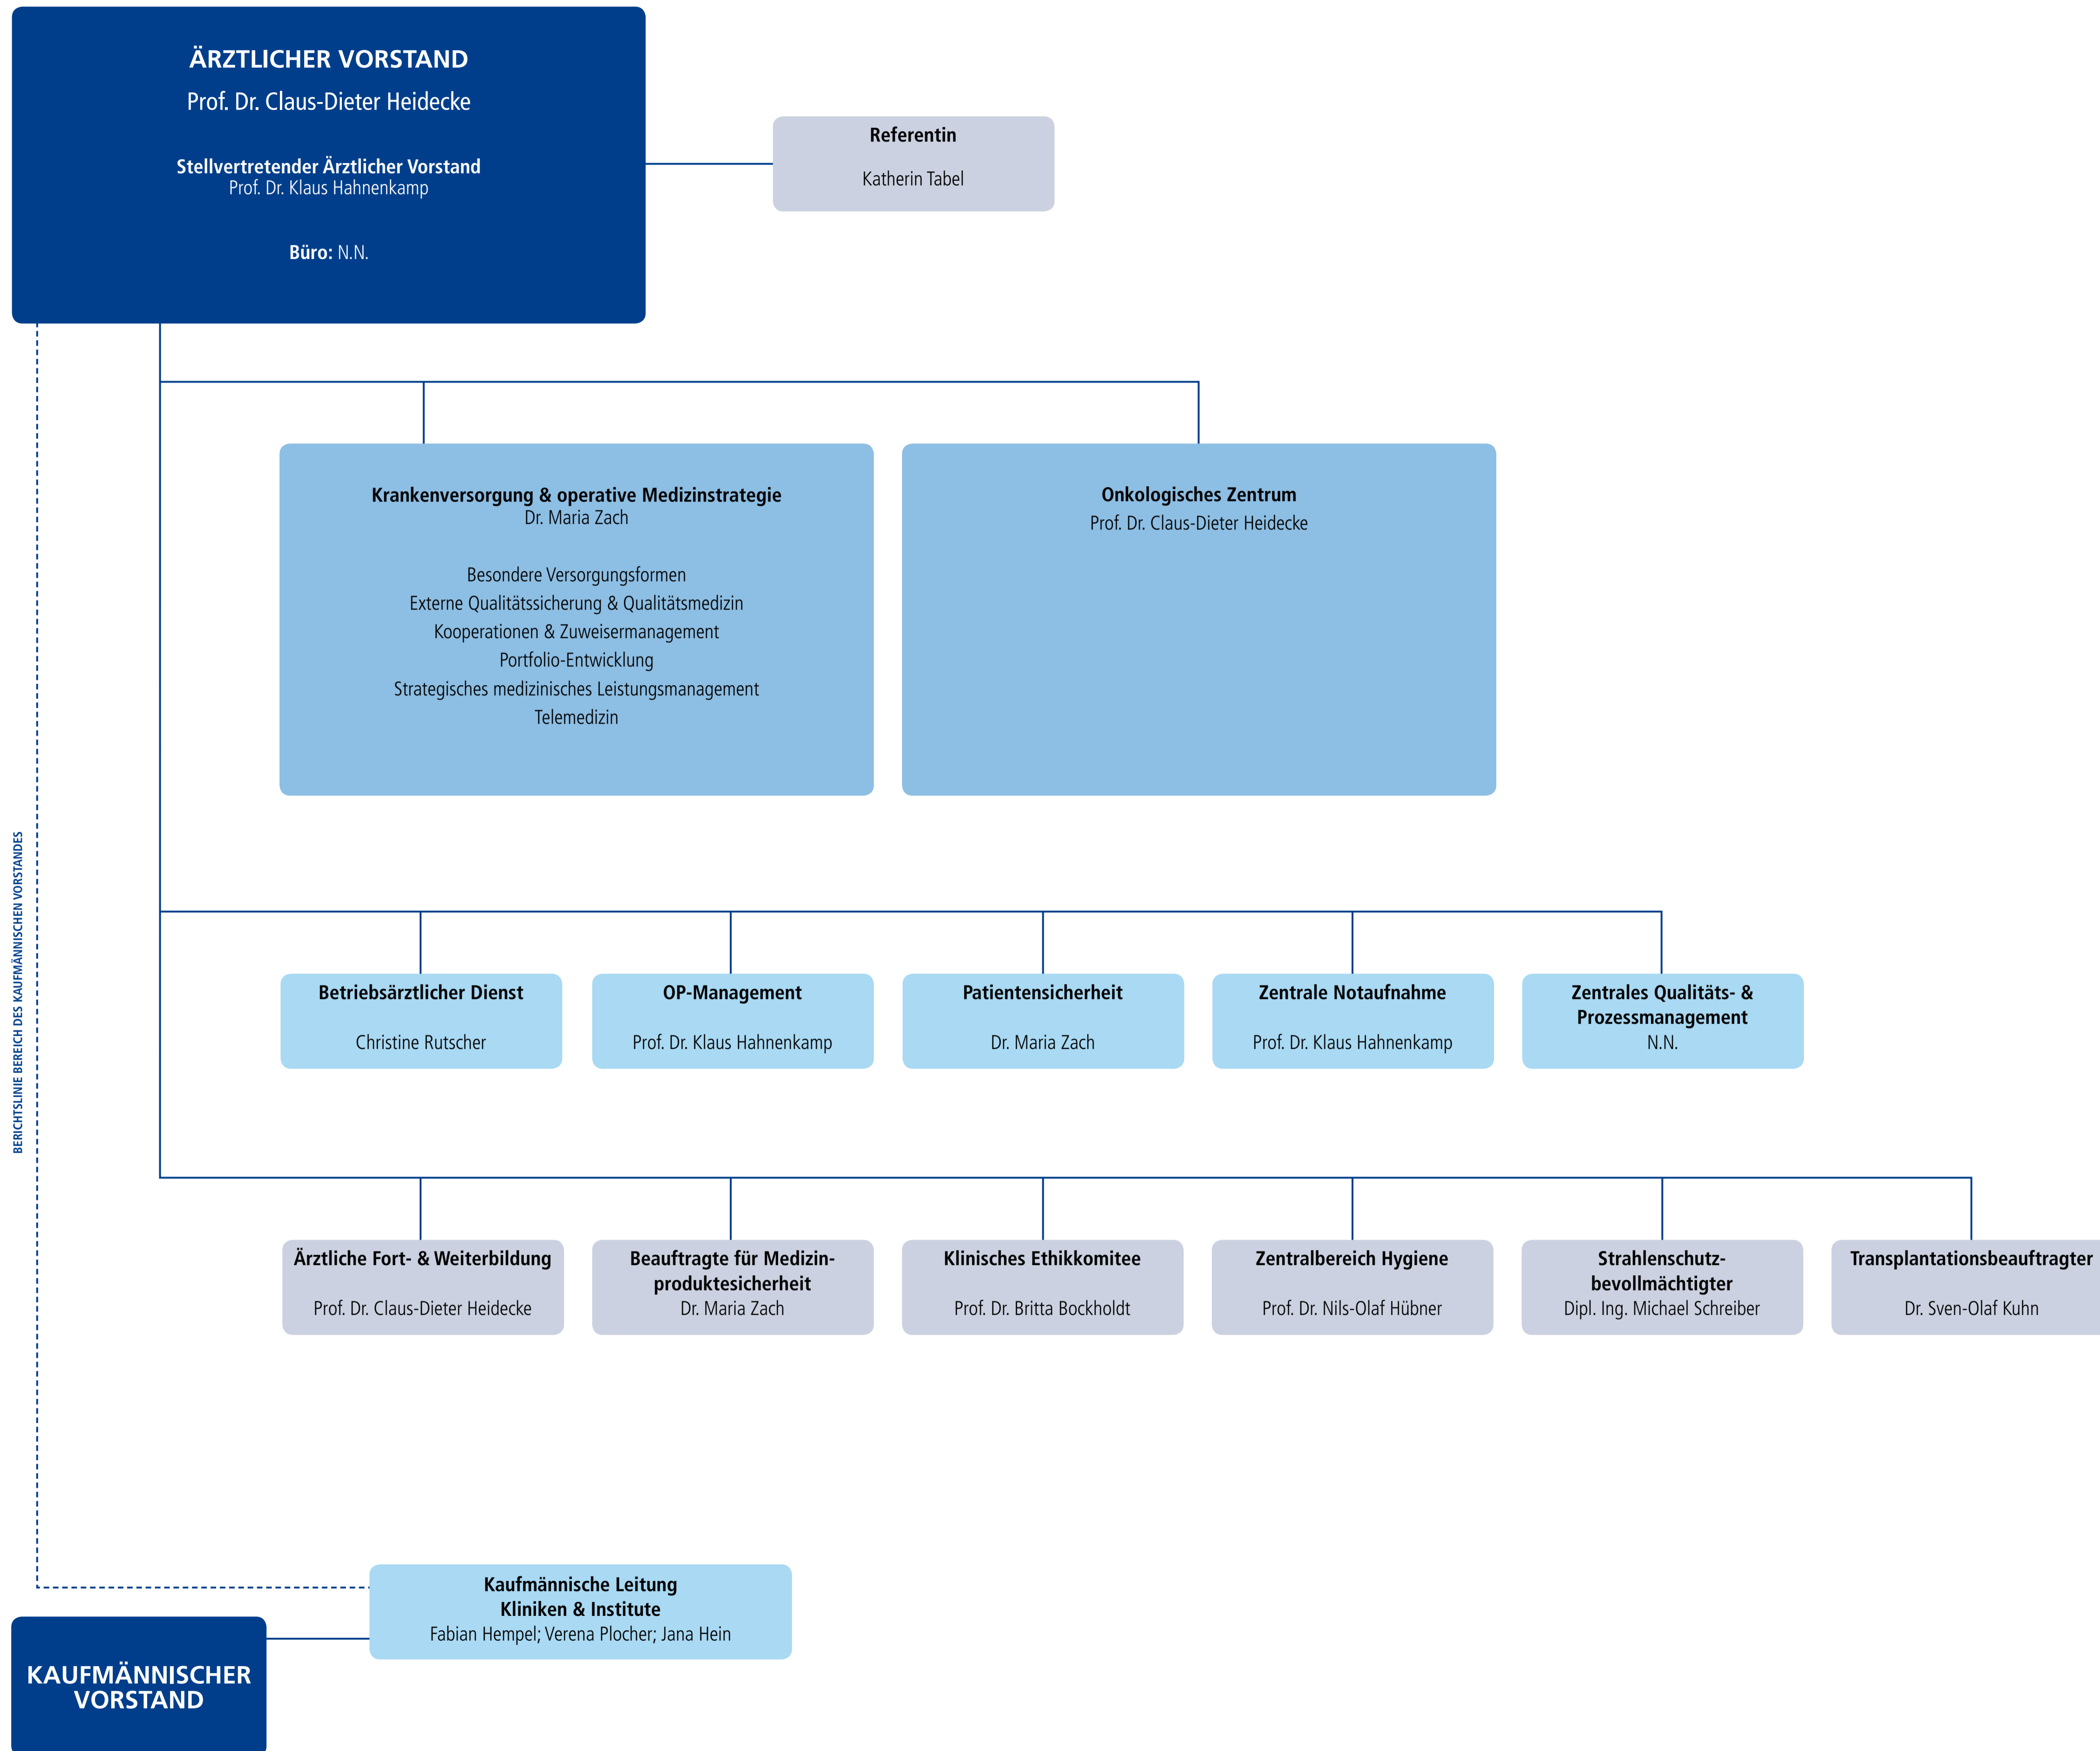 ÄRZTLICHER VORSTAND
Prof. Dr. Claus-Dieter Heidecke
Stellvertretender Ärztlicher Vorstand
Prof. Dr. Klaus Hahnenkamp
Büro: N.N.
Referentin
Katherin Tabel
Krankenversorgung & operative Medizinstrategie
Dr. Maria Zach
Besondere Versorgungsformen
Externe Qualitätssicherung & Qualitätsmedizin
Kooperationen & Zuweisermanagement
Portfolio-Entwicklung
Strategisches medizinisches Leistungsmanagement
Telemedizin
Onkologisches Zentrum
Prof. Dr. Claus-Dieter Heidecke
BERICHTSLINIE BEREICH DES KAUFMÄNNISCHEN VORSTANDES
Betriebsärztlicher Dienst
Christine Rutscher
OP-Management
Prof. Dr. Klaus Hahnenkamp
Patientensicherheit
Dr. Maria Zach
Zentrale Notaufnahme
Prof. Dr. Klaus Hahnenkamp
Zentrales Qualitäts- &
Prozessmanagement
N.N.
Ärztliche Fort- & Weiterbildung
Prof. Dr. Claus-Dieter Heidecke
Beauftragte für Medizin-
produktesicherheit
Dr. Maria Zach
Klinisches Ethikkomitee
Prof. Dr. Britta Bockholdt
Zentralbereich Hygiene
Prof. Dr. Nils-Olaf Hübner
Strahlenschutz-
bevollmächtigter
Dipl. Ing. Michael Schreiber
Transplantationsbeauftragter
Dr. Sven-Olaf Kuhn
Kaufmännische Leitung
Kliniken & Institute
Fabian Hempel; Verena Plocher; Jana Hein
KAUFMÄNNISCHER
VORSTAND